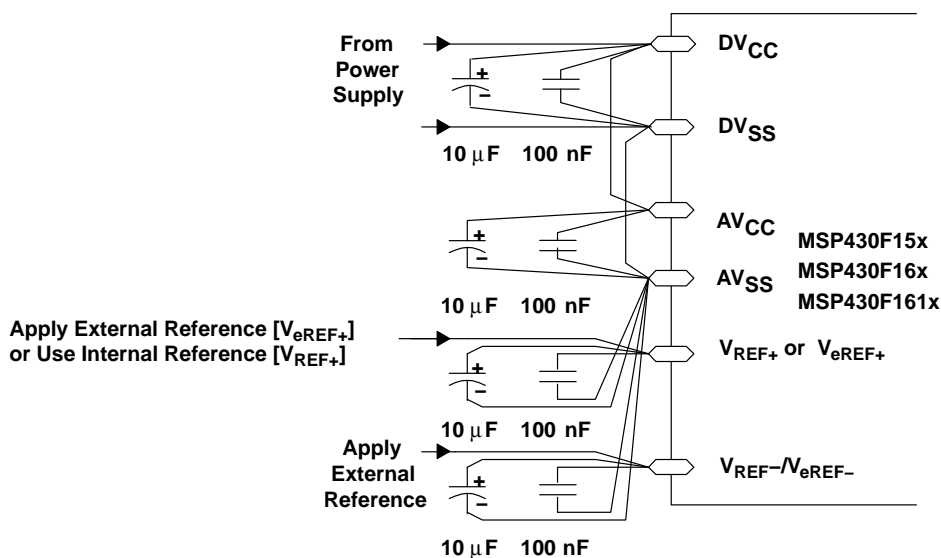 From
Power
Supply
DVCC
+
−
DVSS
10 μF 100 nF
AVCC
+
−
MSP430F15x
AVSS
MSP430F16x
10 μF 100 nF
MSP430F161x
Apply External Reference [VeREF+]
or Use Internal Reference [VREF+]
VREF+ or VeREF+
+
−
10 μF 100 nF
Apply
External
Reference
VREF−/VeREF−
+
−
10 μF 100 nF